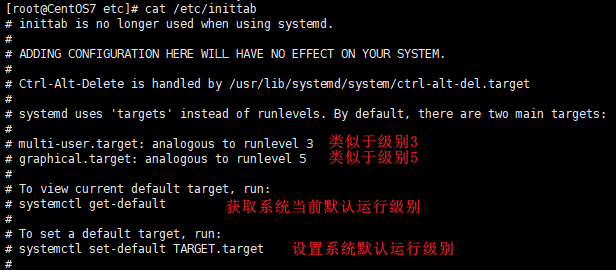 [root@CentOS7 etc]# cat /etc/inittab
# inittab is no longer used when using systemd.
#
# ADDING CONFIGURATION HERE WILL HAVE NO EFFECT ON YOUR SYSTEM.
#
# Ctrl-Alt-Delete is handled by /usr/lib/systemd/system/ctrl-alt-del.target
#
# systemd uses 'targets' instead of runlevels. By default, there are two main targets:
#
# multi-user.target: analogous to runlevel 3 类似于级别3
# graphical.target: analogous to runlevel 5 类似于级别5
#
# To view current default target, run:
# systemctl get-default 获取系统当前默认运行级别
#
# To set a default target, run:
# systemctl set-default TARGET.target 设置系统默认运行级别
#